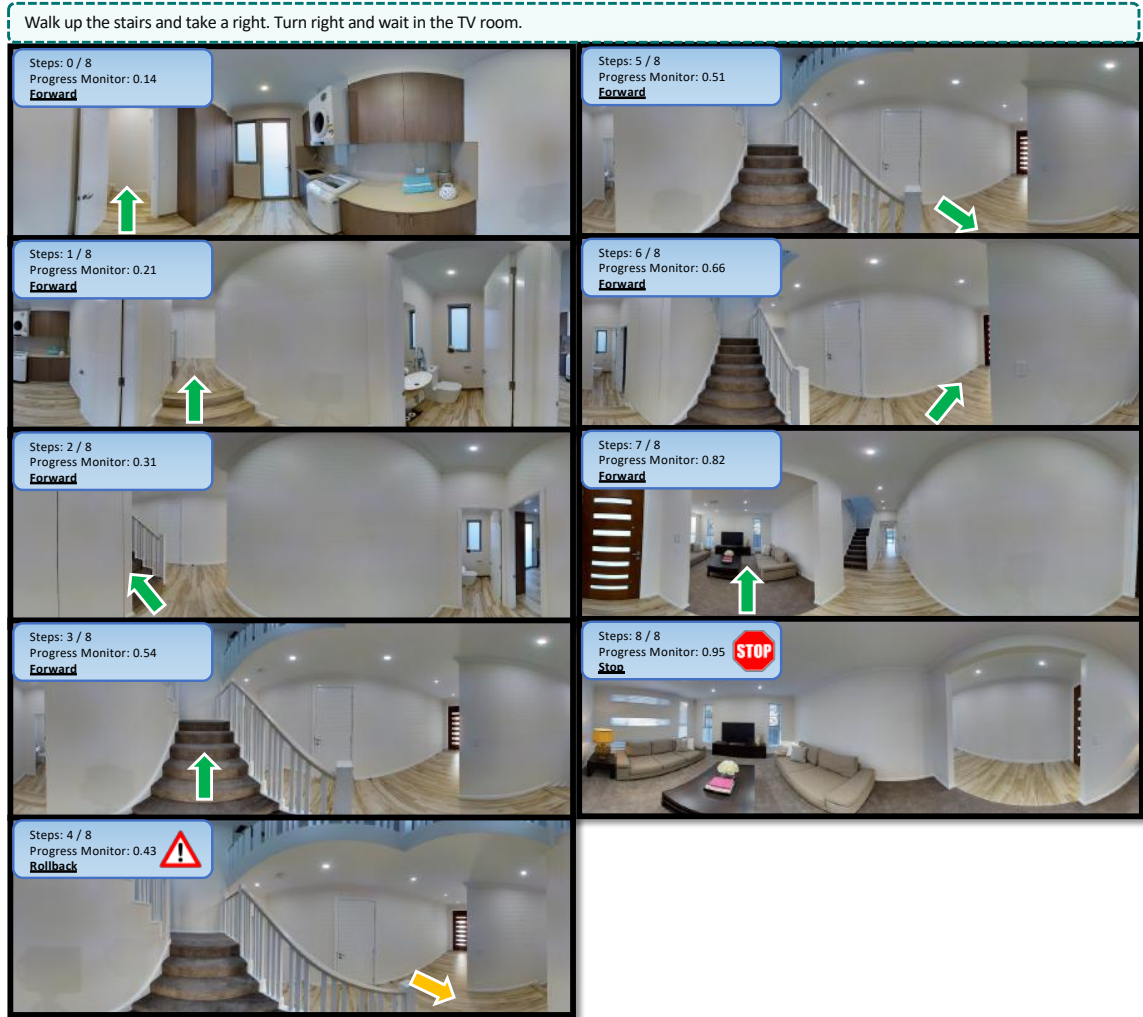 Walk up the stairs and take a right. Turn right and wait in the TV room.
Steps: 0 / 8
Progress Monitor: 0.14
Forward
Steps: 1 / 8
Progress Monitor: 0.21
Forward
Steps: 2 / 8
Progress Monitor: 0.31
Forward
Steps: 3 / 8
Progress Monitor: 0.54
Forward
Steps: 4 / 8
Progress Monitor: 0.43
Rollback
Steps: 5 / 8
Progress Monitor: 0.51
Forward
Steps: 6 / 8
Progress Monitor: 0.66
Forward
Steps: 7 / 8
Progress Monitor: 0.82
Forward
Steps: 8 / 8
Progress Monitor: 0.95
Stop
STOP